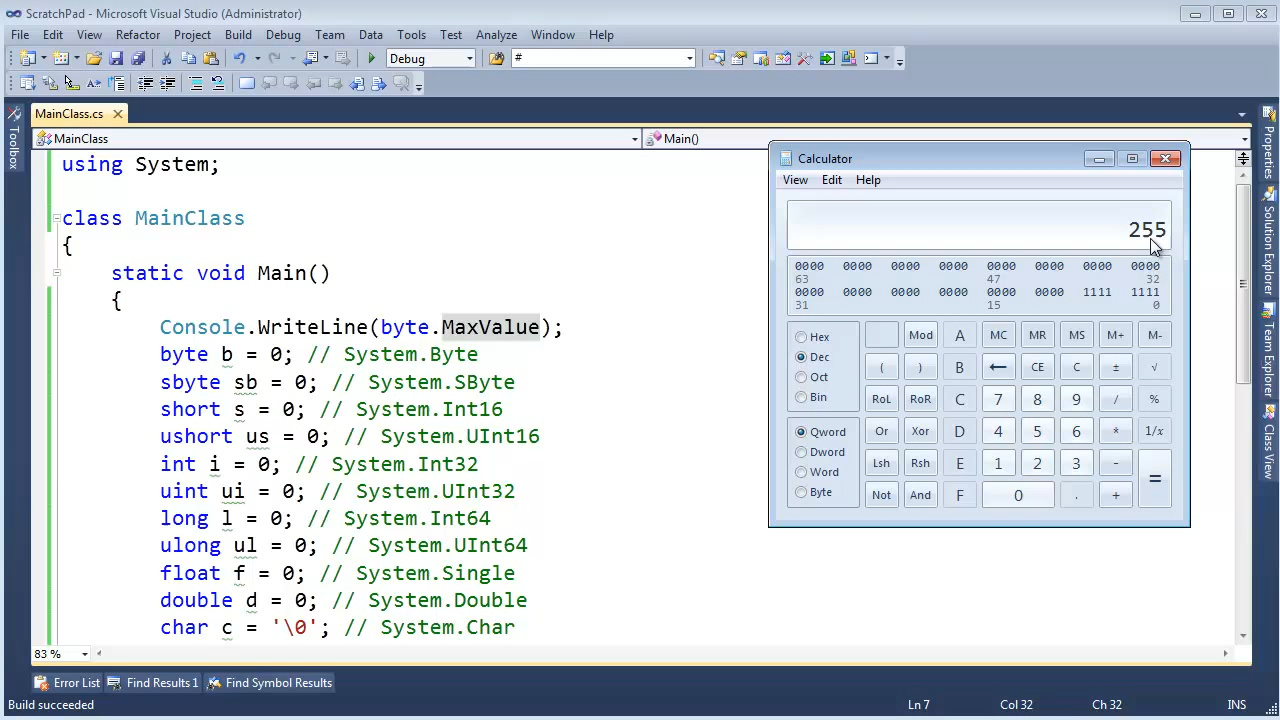 ScratchPad - Microsoft Visual Studio (Administrator)
File Edit View Refactor Project Build Debug Team Data Tools Test Analyze Window Help
Debug #
MainClass.cs
MainClass Main()
Toolbox
Properties
Solution Explorer
Team Explorer
Class View
using System;
class MainClass
{
static void Main()
{
Console.WriteLine(byte.MaxValue);
byte b = 0; // System.Byte
sbyte sb = 0; // System.SByte
short s = 0; // System.Int16
ushort us = 0; // System.UInt16
int i = 0; // System.Int32
uint ui = 0; // System.UInt32
long l = 0; // System.Int64
ulong ul = 0; // System.UInt64
float f = 0; // System.Single
double d = 0; // System.Double
char c = '\0'; // System.Char
Calculator
View Edit Help
255
0000 0000 0000 0000 0000 0000 0000 0000
63 47 32
0000 0000 0000 0000 0000 0000 1111 1111
31 15 0
Hex Mod A MC MR MS M+ M-
Dec ( ) B ← CE C ± √
Oct RoL RoR C 7 8 9 / %
Bin
Qword Or Xor D 4 5 6 * 1/x
Dword Lsh Rsh E 1 2 3 - =
Word
Byte Not And F 0 . +
83 %
Error List Find Results 1 Find Symbol Results
Build succeeded Ln 7 Col 32 Ch 32 INS